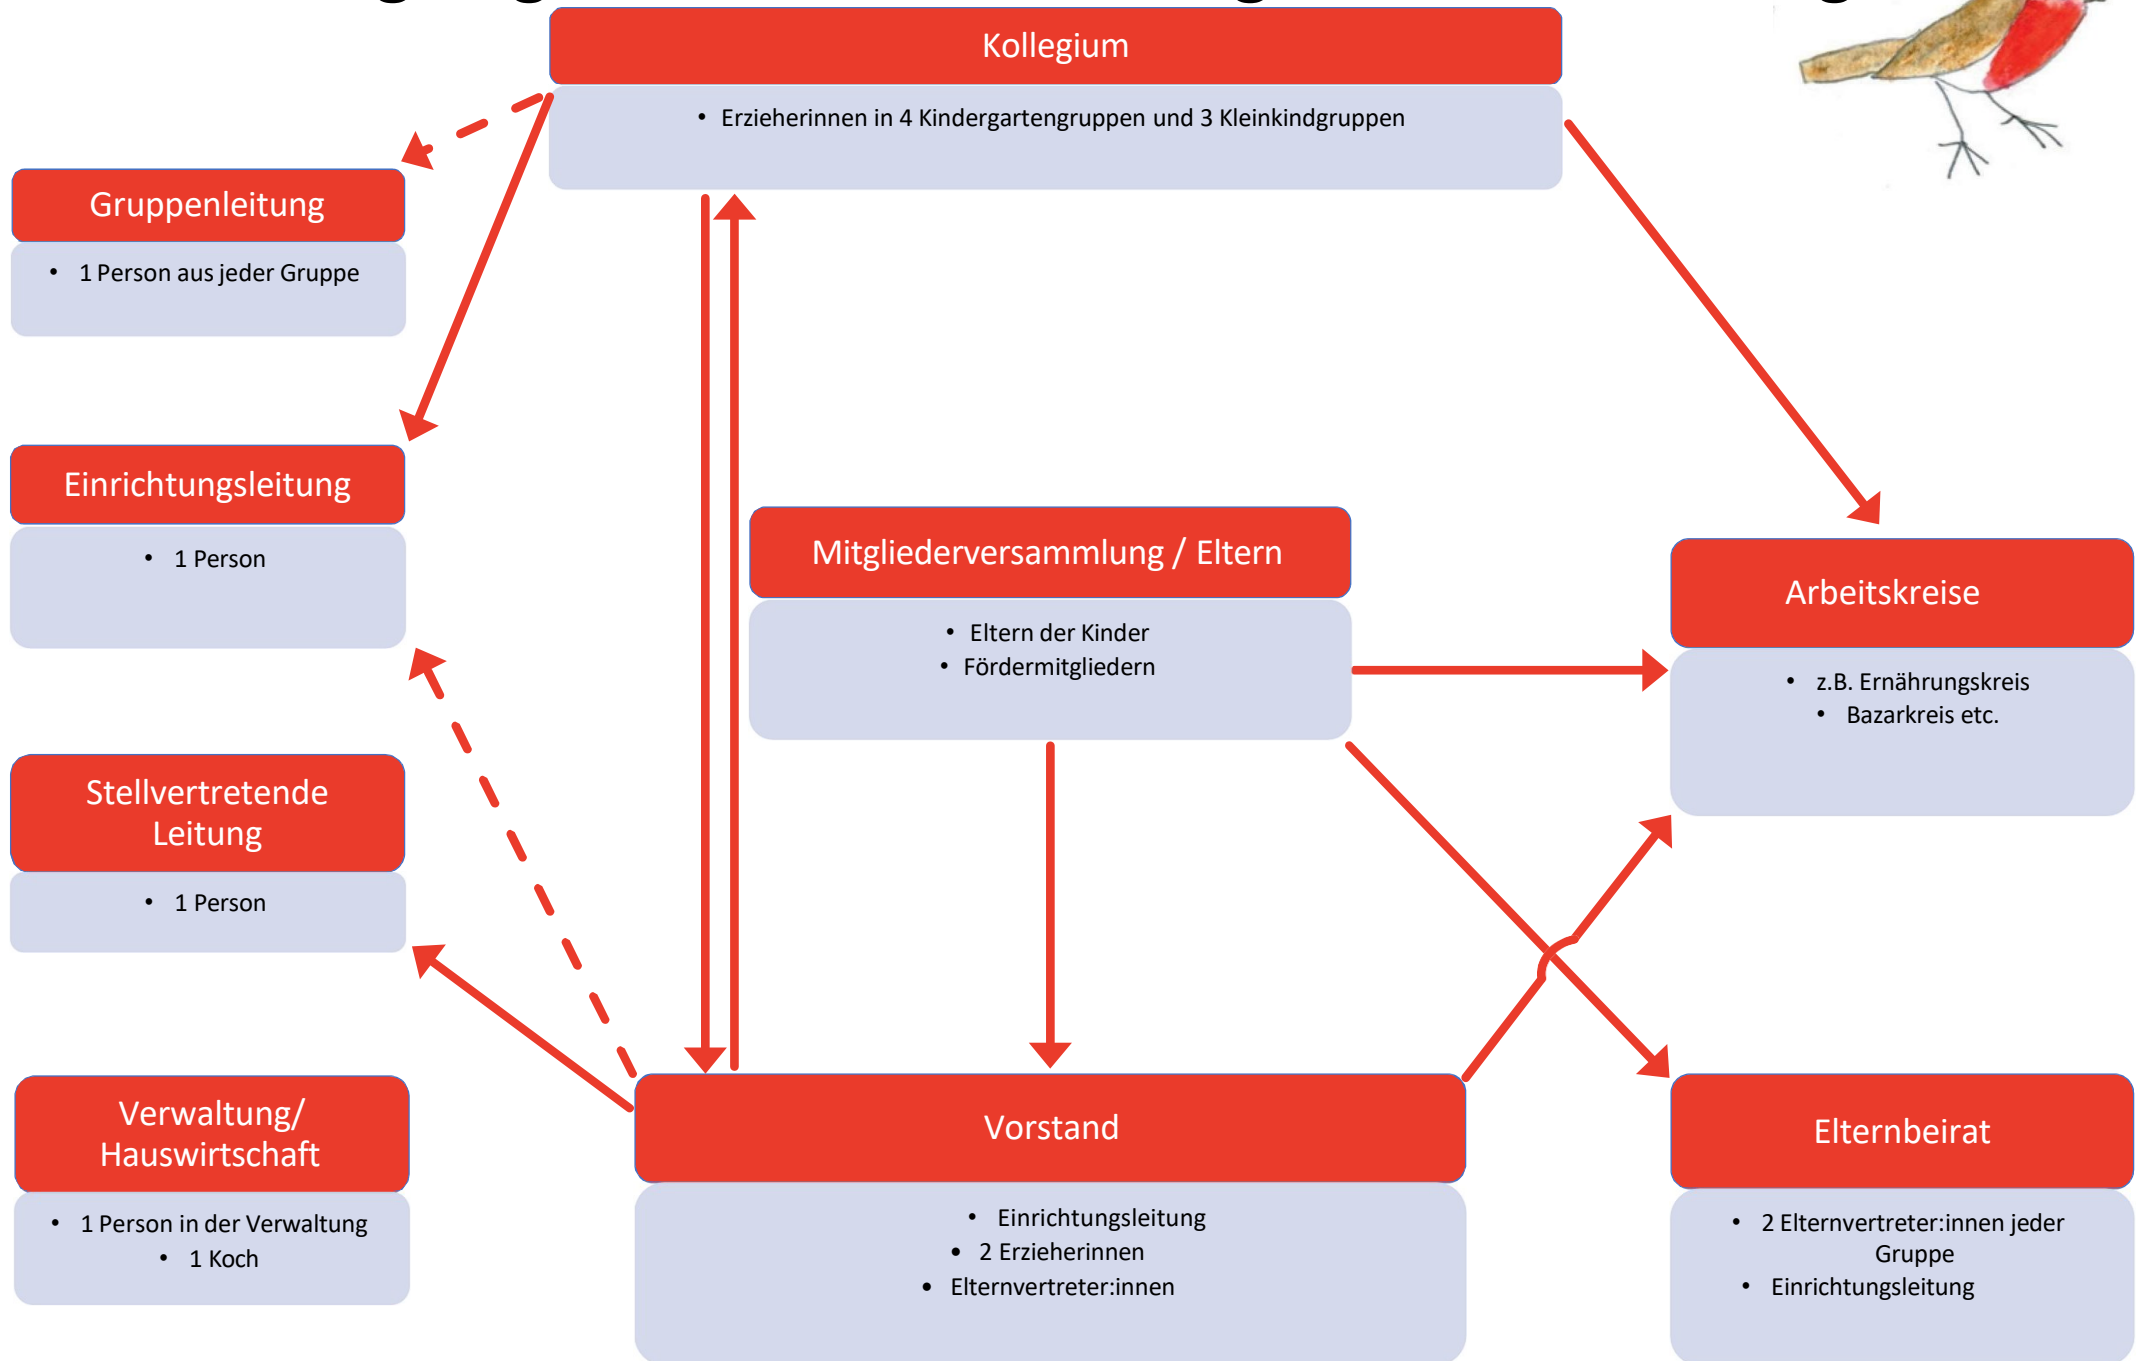 Kollegium
• Erzieherinnen in 4 Kindergartengruppen und 3 Kleinkindgruppen
Gruppenleitung
• 1 Person aus jeder Gruppe
Einrichtungsleitung
• 1 Person
Mitgliederversammlung / Eltern
• Eltern der Kinder
• Fördermitgliedern
Arbeitskreise
• z.B. Ernährungskreis
• Bazarkreis etc.
Stellvertretende
Leitung
• 1 Person
Verwaltung/
Hauswirtschaft
• 1 Person in der Verwaltung
• 1 Koch
Vorstand
• Einrichtungsleitung
• 2 Erzieherinnen
• Elternvertreter:innen
Elternbeirat
• 2 Elternvertreter:innen jeder
Gruppe
• Einrichtungsleitung